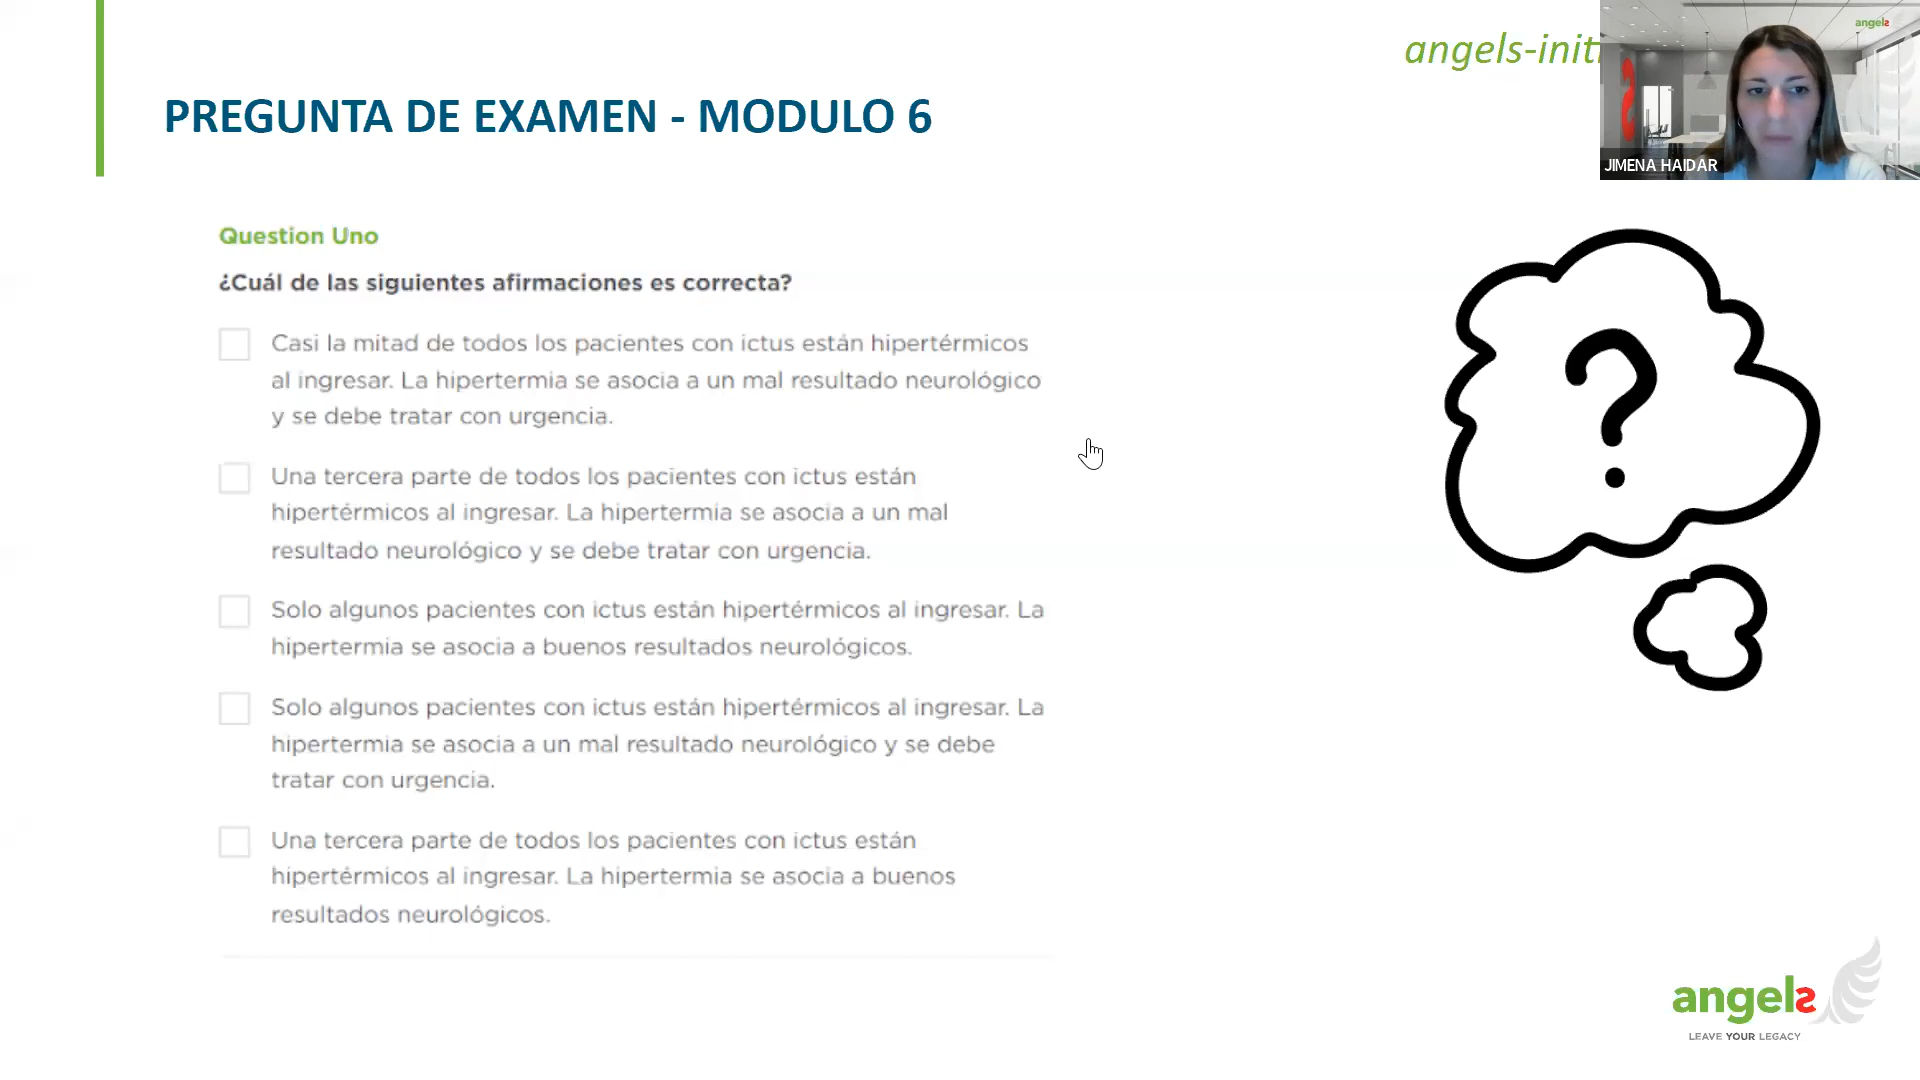 angels-init
angels
JIMENA HAIDAR
PREGUNTA DE EXAMEN - MODULO 6
Question Uno
¿Cuál de las siguientes afirmaciones es correcta?
Casi la mitad de todos los pacientes con ictus están hipertérmicos
al ingresar. La hipertermia se asocia a un mal resultado neurológico
y se debe tratar con urgencia.
Una tercera parte de todos los pacientes con ictus están
hipertérmicos al ingresar. La hipertermia se asocia a un mal
resultado neurológico y se debe tratar con urgencia.
Solo algunos pacientes con ictus están hipertérmicos al ingresar. La
hipertermia se asocia a buenos resultados neurológicos.
Solo algunos pacientes con ictus están hipertérmicos al ingresar. La
hipertermia se asocia a un mal resultado neurológico y se debe
tratar con urgencia.
Una tercera parte de todos los pacientes con ictus están
hipertérmicos al ingresar. La hipertermia se asocia a buenos
resultados neurológicos.
?
angels
LEAVE YOUR LEGACY